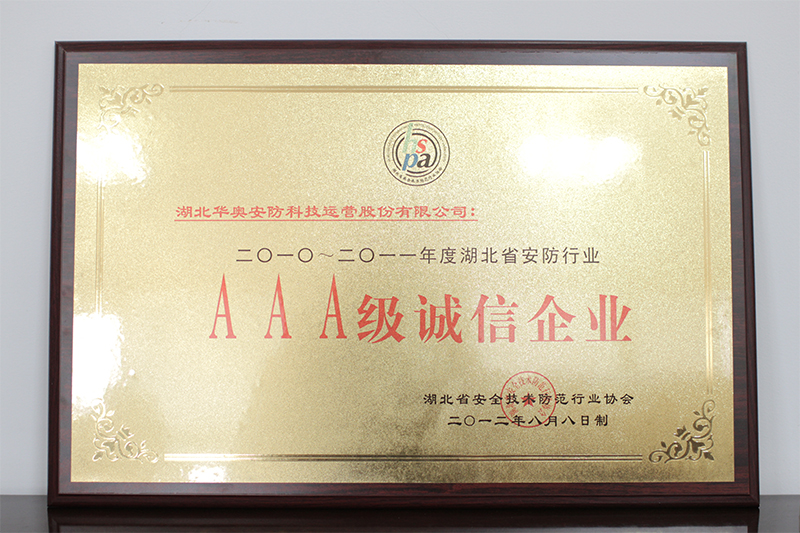 hs
pa
湖北华奥安防科技运营股份有限公司：
二〇一〇～二〇一一年度湖北省安防行业
AAA级诚信企业
湖北省安全技术防范行业协会
二〇一二年八月八日制